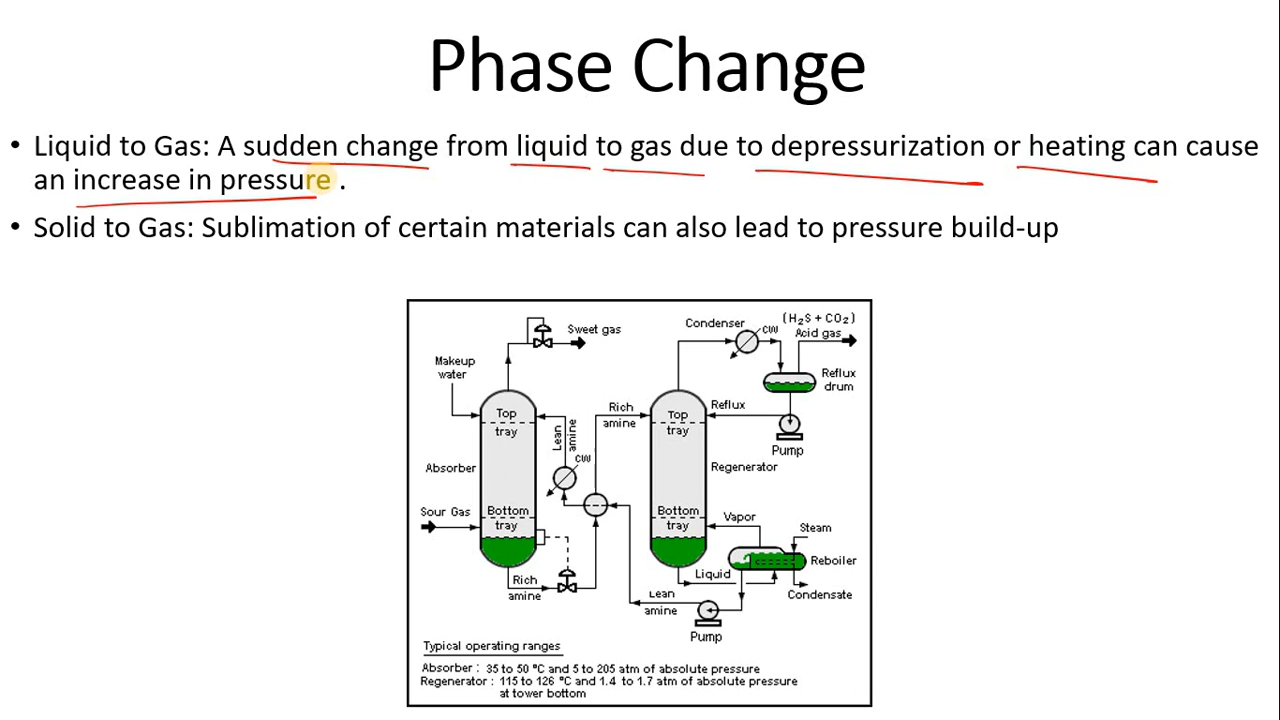 Phase Change
• Liquid to Gas: A sudden change from liquid to gas due to depressurization or heating can cause
an increase in pressure .
• Solid to Gas: Sublimation of certain materials can also lead to pressure build-up
Sweet gas
Makeup
water
Top
tray
Absorber
Sour Gas
Bottom
tray
Rich
amine
Lean
amine
CW
Rich
amine
Condenser
CW
(H₂S + CO₂)
Acid gas
Reflux
drum
Reflux
Pump
Top
tray
Regenerator
Bottom
tray
Vapor
Steam
Reboiler
Liquid
Condensate
Lean
amine
Pump
Typical operating ranges
Absorber : 35 to 50 °C and 5 to 205 atm of absolute pressure
Regenerator : 115 to 126 °C and 1.4 to 1.7 atm of absolute pressure
at tower bottom